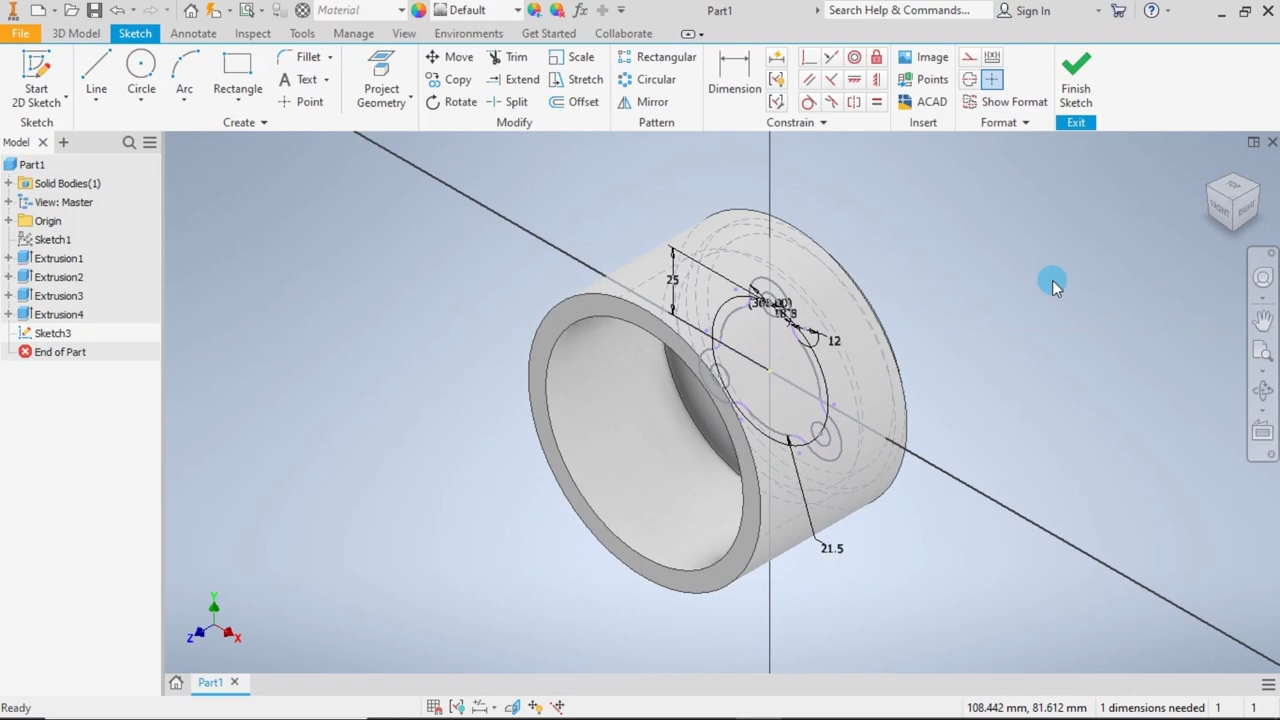 PRO
Material
Default
fx
Part1
Search Help & Commands...
Sign In
File
3D Model
Sketch
Annotate
Inspect
Tools
Manage
View
Environments
Get Started
Collaborate
Start
2D Sketch
Line
Circle
Arc
Rectangle
Fillet
Text
Point
Project
Geometry
Move
Copy
Rotate
Trim
Extend
Split
Scale
Stretch
Offset
Rectangular
Circular
Mirror
Dimension
Image
Points
ACAD
Show Format
Finish
Sketch
Sketch
Create
Modify
Pattern
Constrain
Insert
Format
Exit
Model
Part1
Solid Bodies(1)
View: Master
Origin
Sketch1
Extrusion1
Extrusion2
Extrusion3
Extrusion4
Sketch3
End of Part
25
12
21.5
TOP
FRONT
RIGHT
Y
Z
X
Part1
Ready
108.442 mm, 81.612 mm
1 dimensions needed
1
1